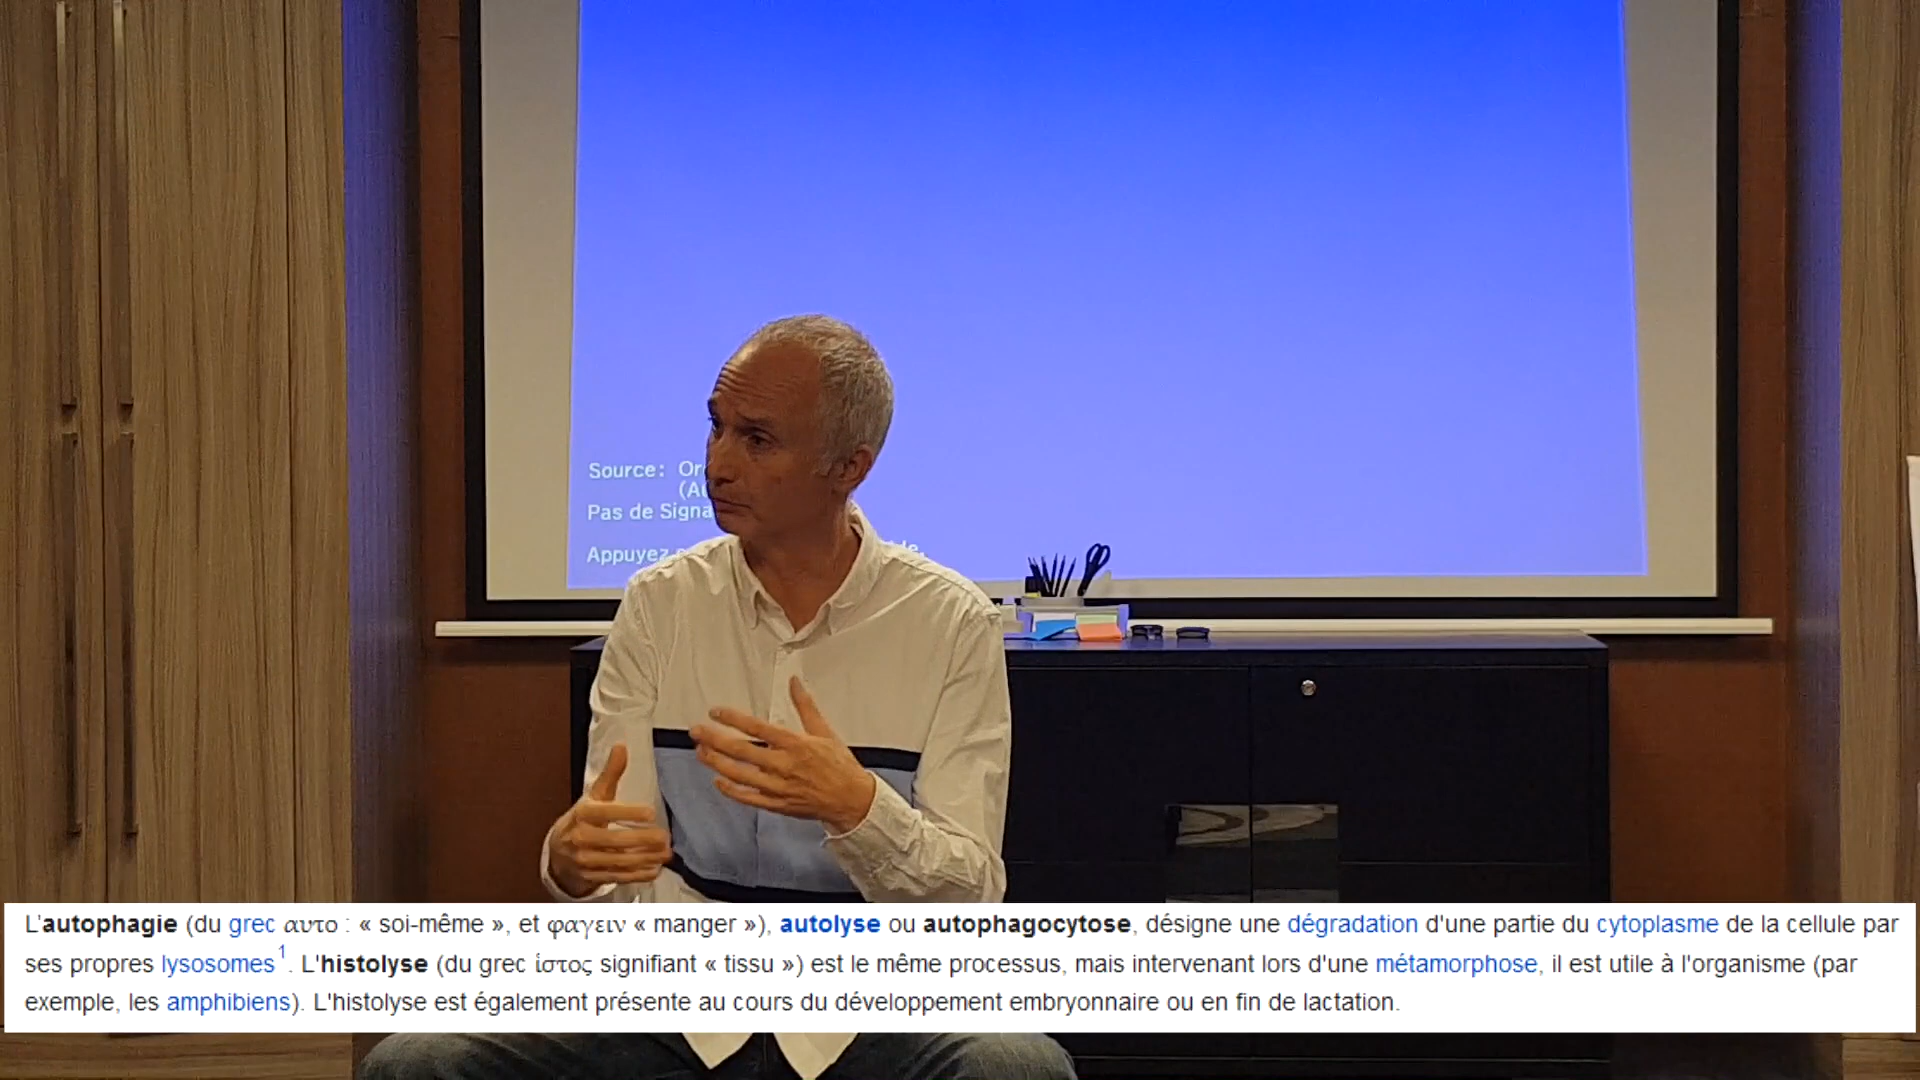 Source:
Pas de
Appuyez
L'autophagie (du grec αυτο : « soi-même », et φαγειν « manger »), autolyse ou autophagocytose, désigne une dégradation d'une partie du cytoplasme de la cellule par
ses propres lysosomes1. L'histolyse (du grec ἱστος signifiant « tissu ») est le même processus, mais intervenant lors d'une métamorphose, il est utile à l'organisme (par
exemple, les amphibiens). L'histolyse est également présente au cours du développement embryonnaire ou en fin de lactation.